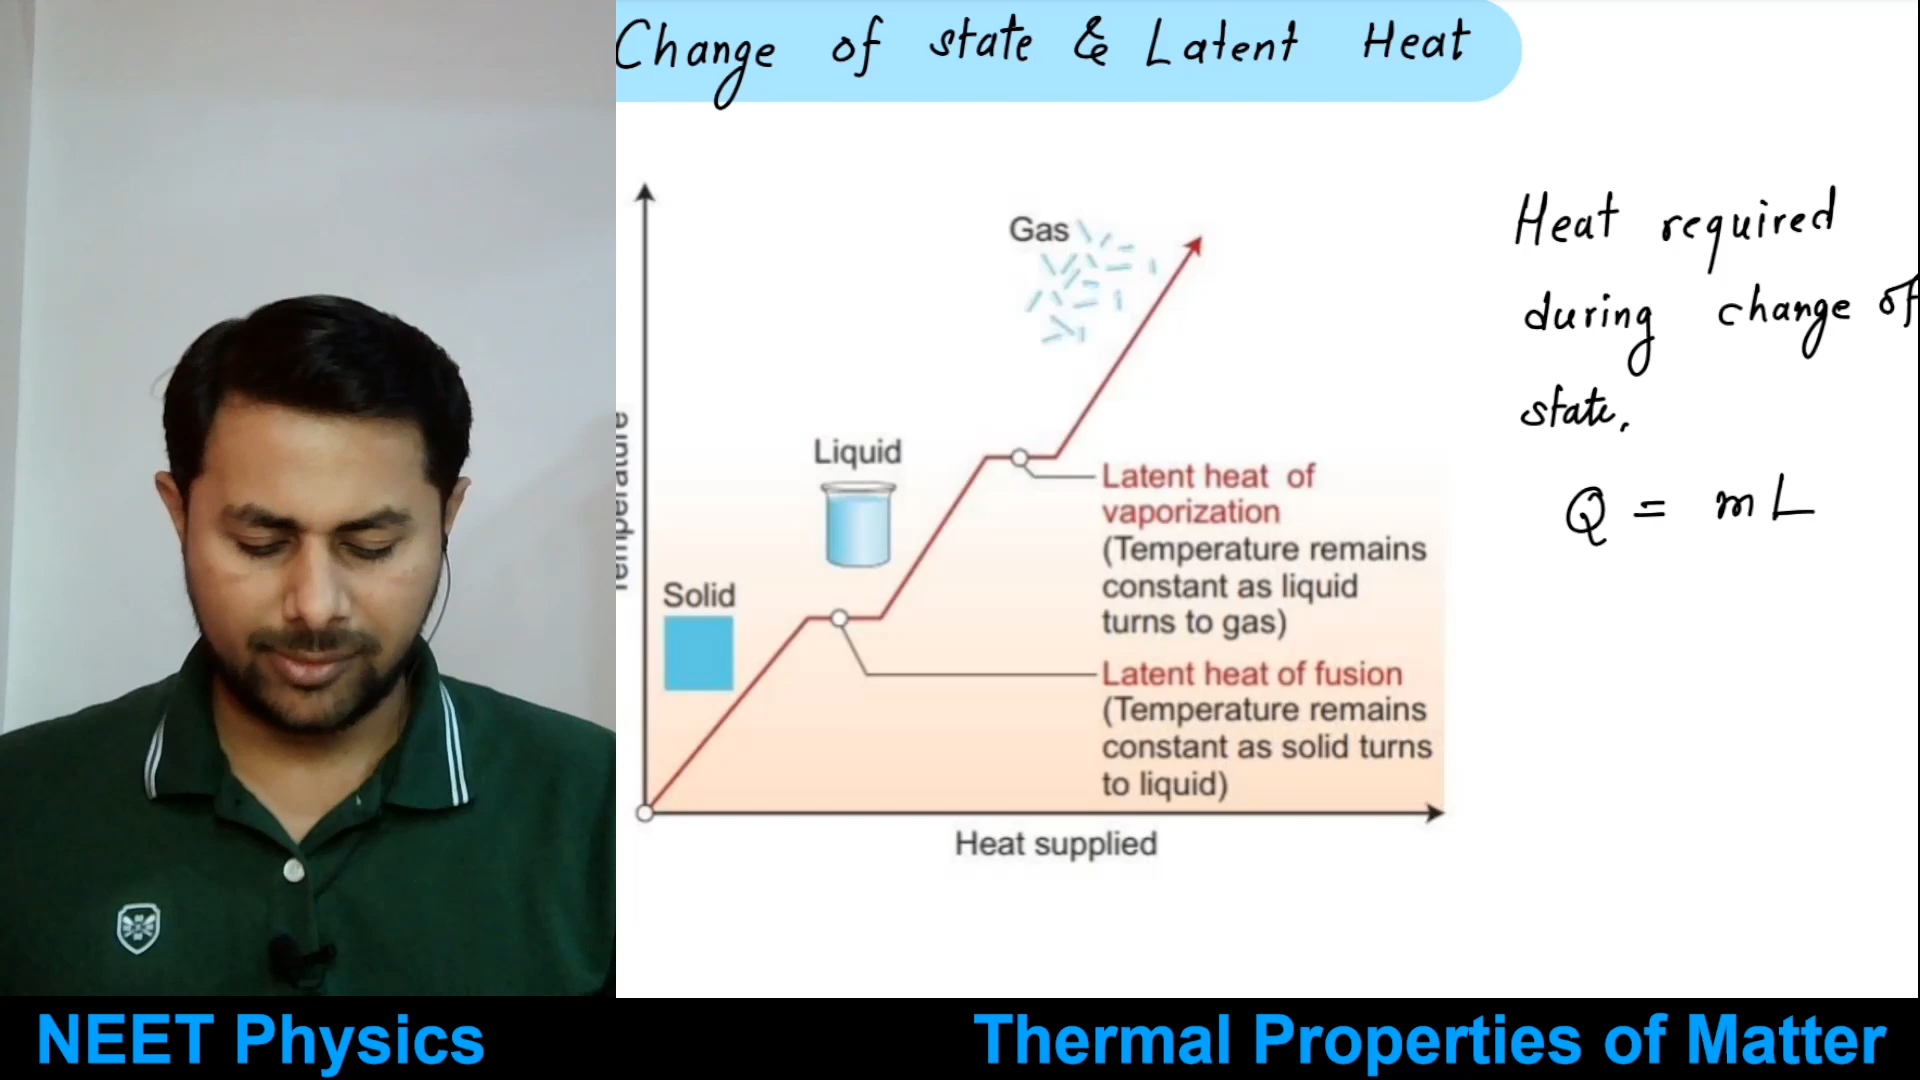 Change of state & Latent Heat
Gas
Heat required
during change of
state.
Q = mL
Temperature
Liquid
Latent heat of
vaporization
(Temperature remains
constant as liquid
turns to gas)
Solid
Latent heat of fusion
(Temperature remains
constant as solid turns
to liquid)
Heat supplied
NEET Physics
Thermal Properties of Matter